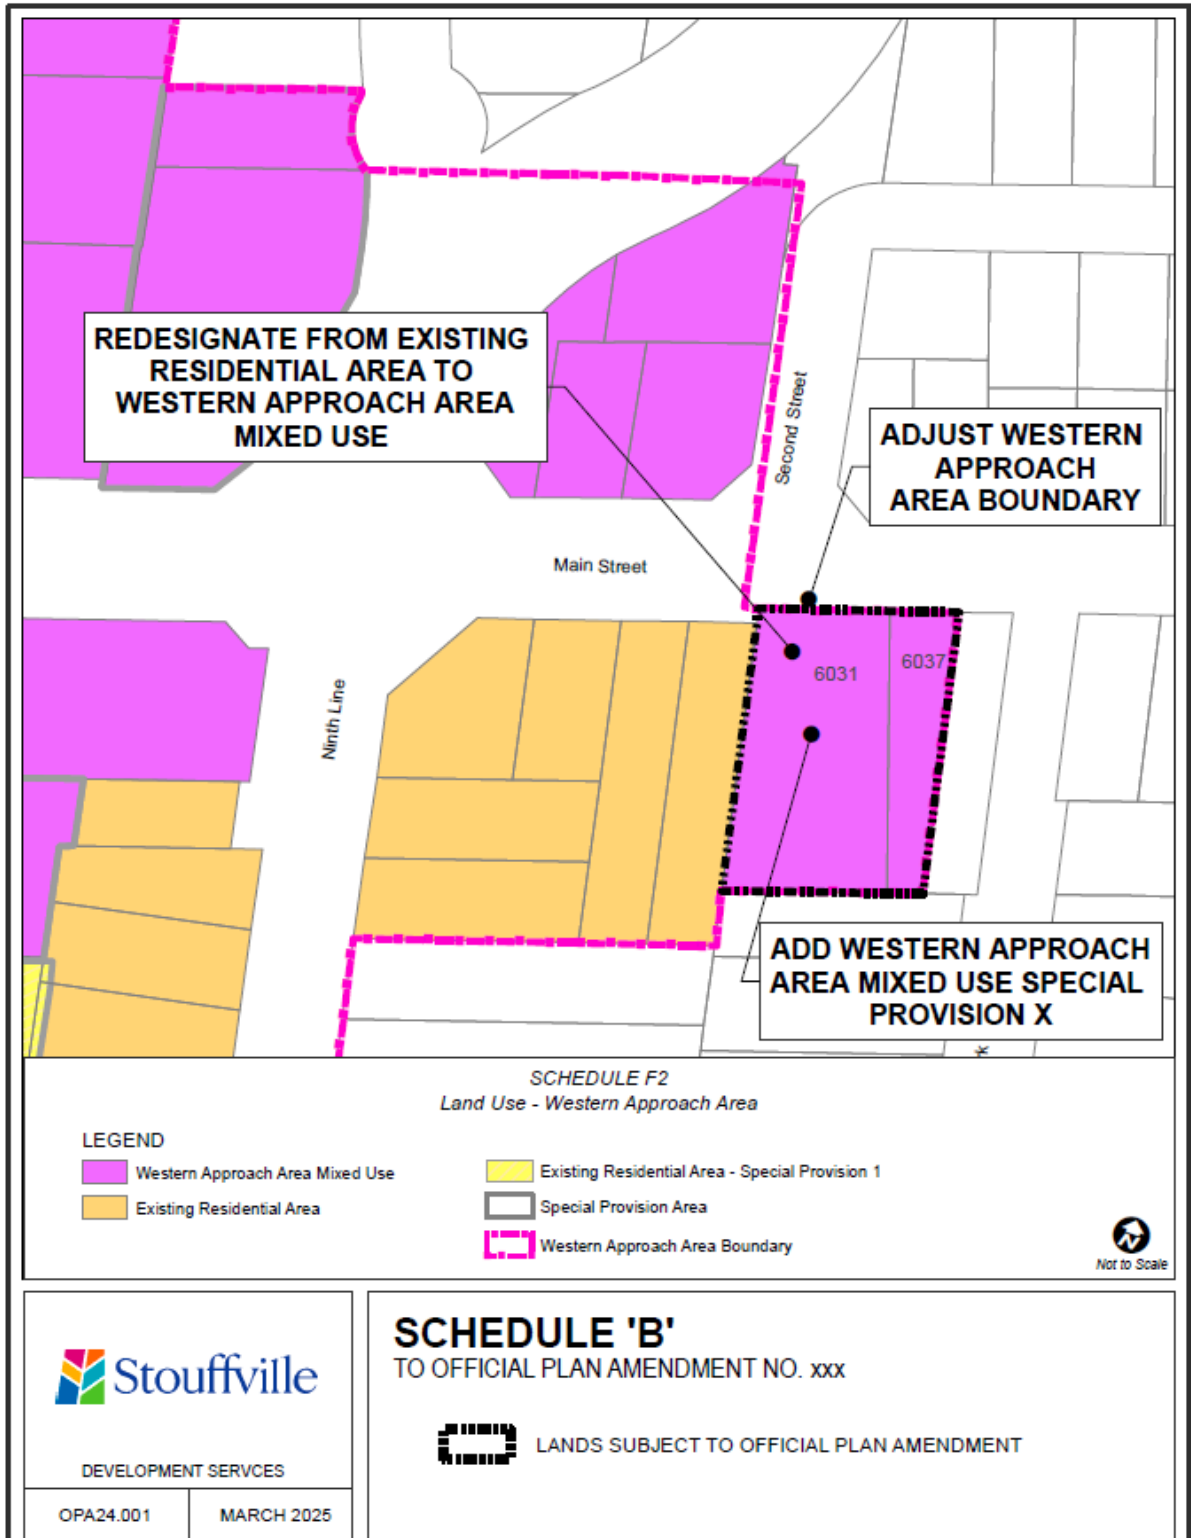 REDESIGNATE FROM EXISTING
RESIDENTIAL AREA TO
WESTERN APPROACH AREA
MIXED USE
Second Street
ADJUST WESTERN
APPROACH
AREA BOUNDARY
Main Street
6031
6037
Ninth Line
ADD WESTERN APPROACH
AREA MIXED USE SPECIAL
PROVISION X
SCHEDULE F2
Land Use - Western Approach Area
LEGEND
Western Approach Area Mixed Use
Existing Residential Area
Existing Residential Area - Special Provision 1
Special Provision Area
Western Approach Area Boundary
N
Not to Scale
Stouffville
DEVELOPMENT SERVCES
OPA24.001
MARCH 2025
SCHEDULE 'B'
TO OFFICIAL PLAN AMENDMENT NO. xxx
LANDS SUBJECT TO OFFICIAL PLAN AMENDMENT